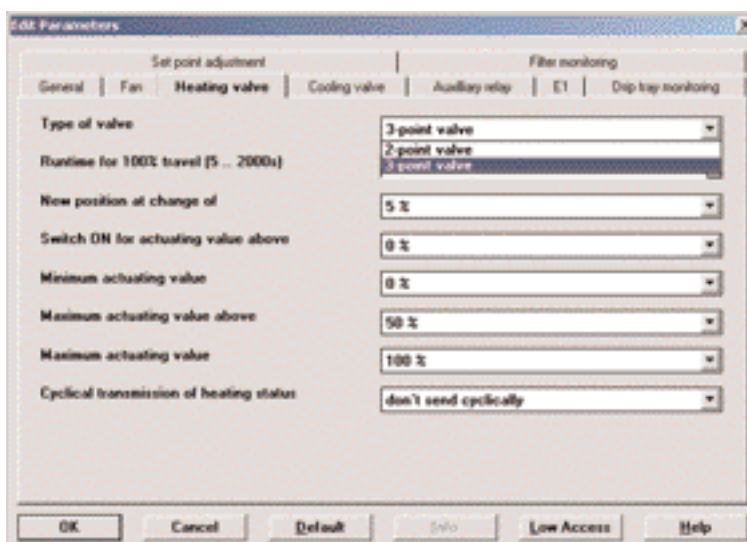 Edit Parameters
Set point adjustment Filter monitoring
General Fan Heating valve Cooling valve Auxiliary relay E1 Drip tray monitoring
Type of valve 3-point valve
2-point valve
3-point valve
Runtime for 100% travel (5 .. 2000s)
New position at change of 5 %
Switch ON for actuating value above 0 %
Minimum actuating value 0 %
Maximum actuating value above 50 %
Maximum actuating value 100 %
Cyclical transmission of heating status don't send cyclically
OK Cancel Default Info Low Access Help